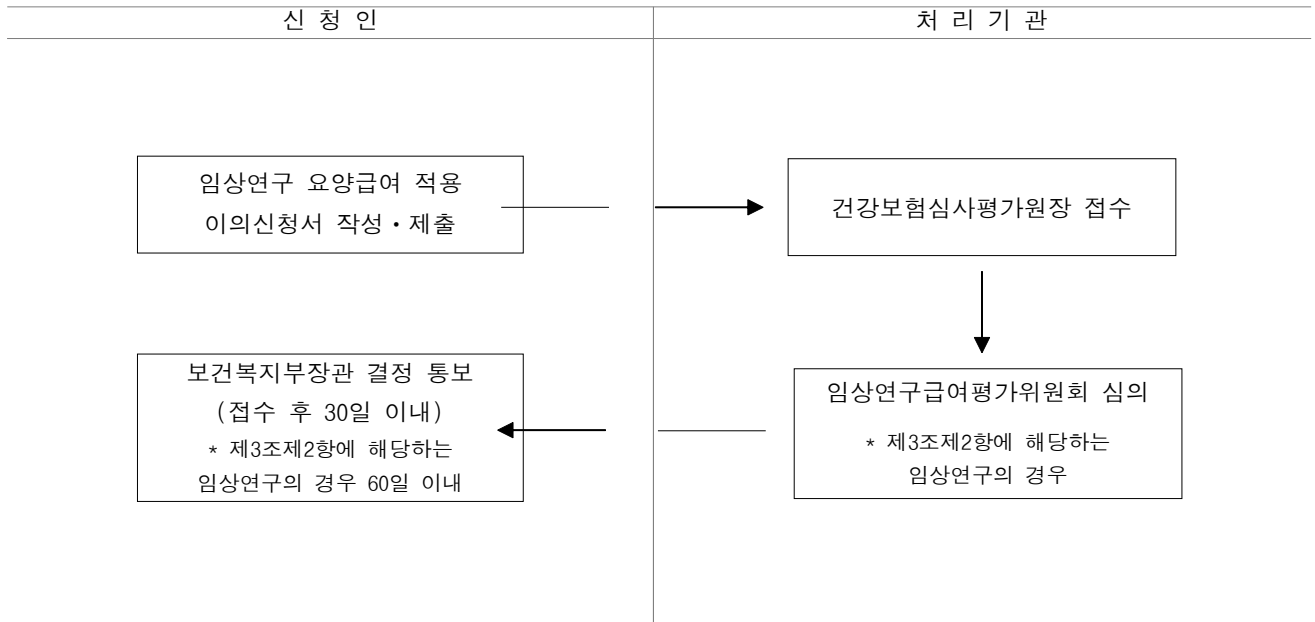 신 청 인
처 리 기 관
임상연구 요양급여 적용
이의신청서 작성・제출
건강보험심사평가원장 접수
보건복지부장관 결정 통보
(접수 후 30일 이내)
* 제3조제2항에 해당하는
임상연구의 경우 60일 이내
임상연구급여평가위원회 심의
* 제3조제2항에 해당하는
임상연구의 경우